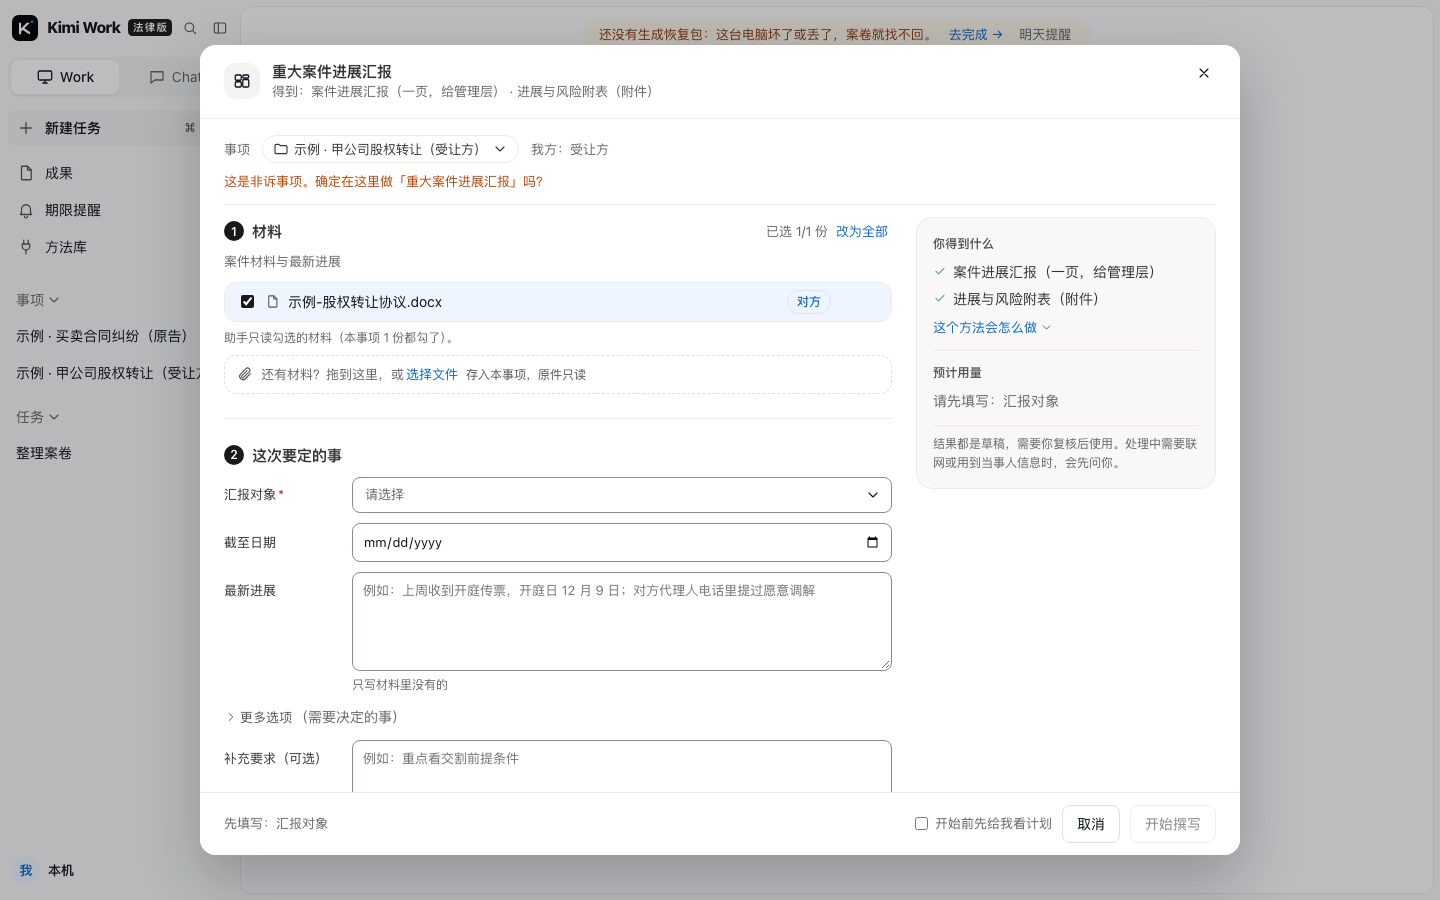 Kimi Work 法律版
还没有生成恢复包：这台电脑坏了或丢了，案卷就找不回。 去完成 → 明天提醒
Work
Chat
新建任务 ⌘
成果
期限提醒
方法库
事项
示例 · 买卖合同纠纷（原告）
示例 · 甲公司股权转让（受让
任务
整理案卷
我 本机
重大案件进展汇报
得到：案件进展汇报（一页，给管理层） · 进展与风险附表（附件）
事项 示例 · 甲公司股权转让（受让方） 我方：受让方
这是非诉事项。确定在这里做「重大案件进展汇报」吗？
1 材料 已选 1/1 份 改为全部
案件材料与最新进展
示例-股权转让协议.docx 对方
助手只读勾选的材料（本事项 1 份都勾了）。
还有材料？拖到这里，或 选择文件 存入本事项，原件只读
2 这次要定的事
汇报对象* 请选择
截至日期 mm/dd/yyyy
最新进展 例如：上周收到开庭传票，开庭日 12 月 9 日；对方代理人电话里提过愿意调解
只写材料里没有的
更多选项 （需要决定的事）
补充要求（可选） 例如：重点看交割前提条件
你得到什么
案件进展汇报（一页，给管理层）
进展与风险附表（附件）
这个方法会怎么做
预计用量
请先填写：汇报对象
结果都是草稿，需要你复核后使用。处理中需要联
网或用到当事人信息时，会先问你。
先填写：汇报对象 开始前先给我看计划 取消 开始撰写